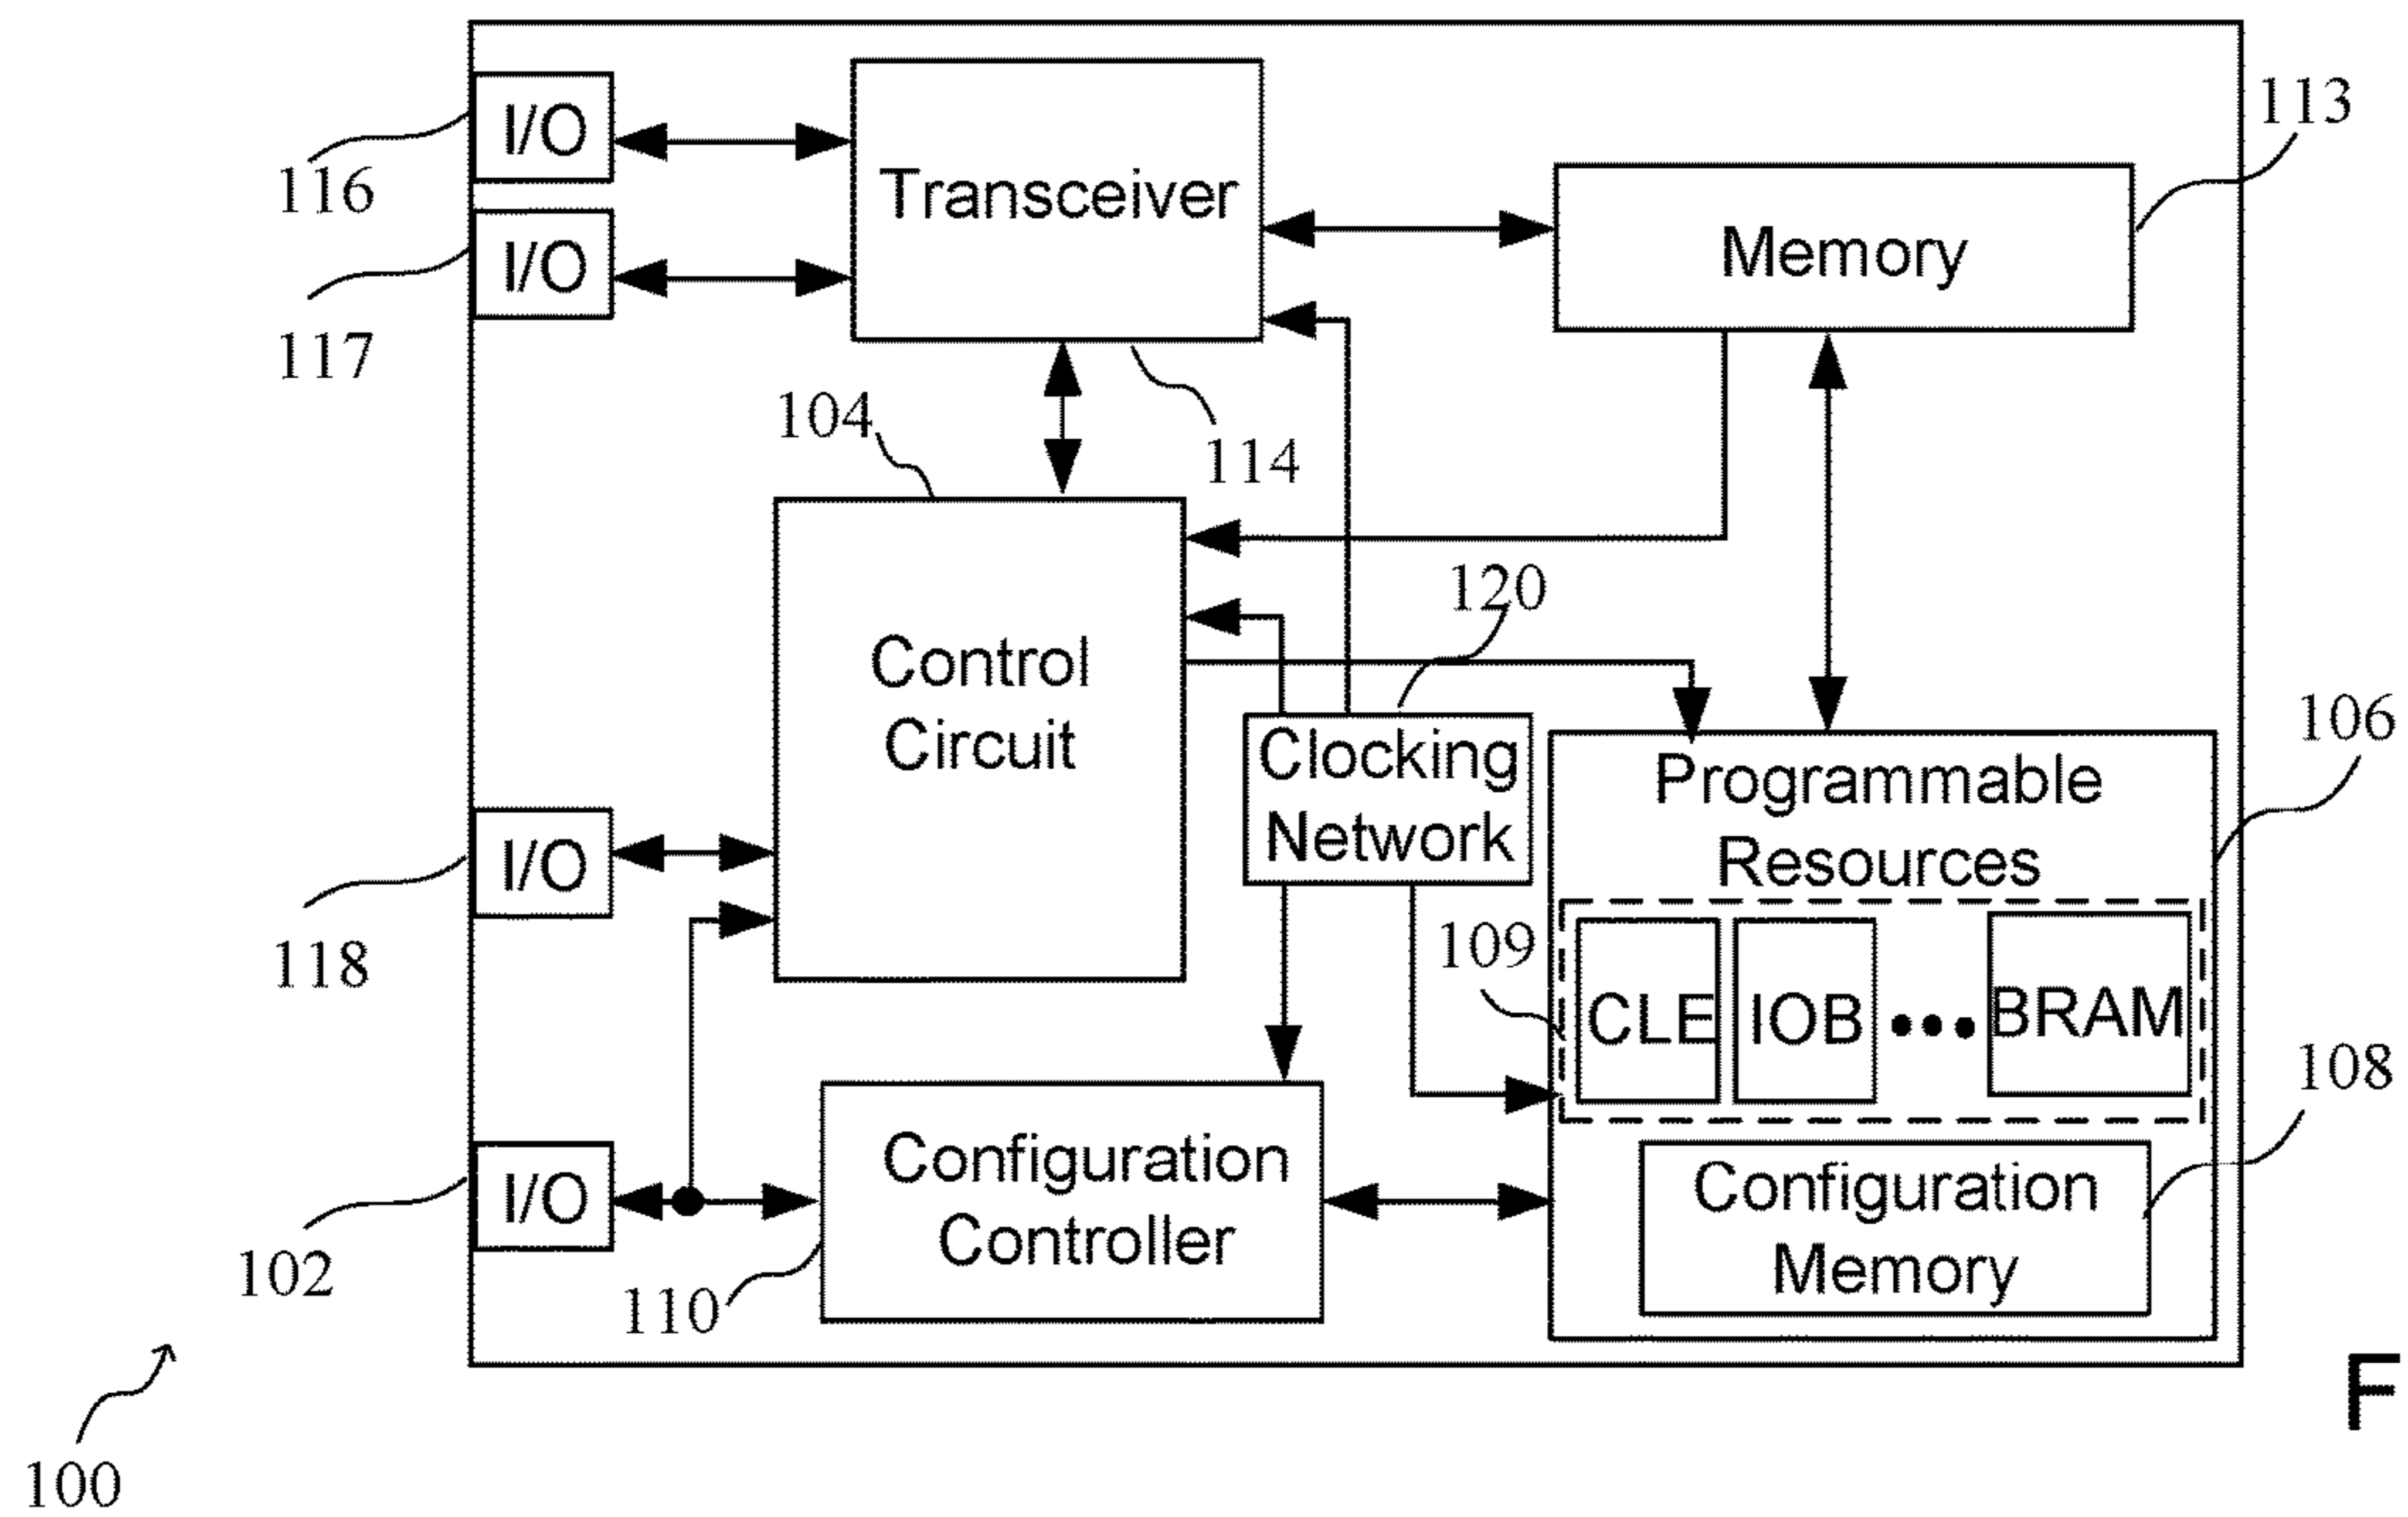 I/O
116
Transceiver
113
I/O
117
Memory
104
114
120
Control
Circuit
Clocking
Network
106
Programmable
Resources
I/O
118
109
CLE
IOB
•••
BRAM
108
I/O
102
Configuration
Controller
110
Configuration
Memory
100
F